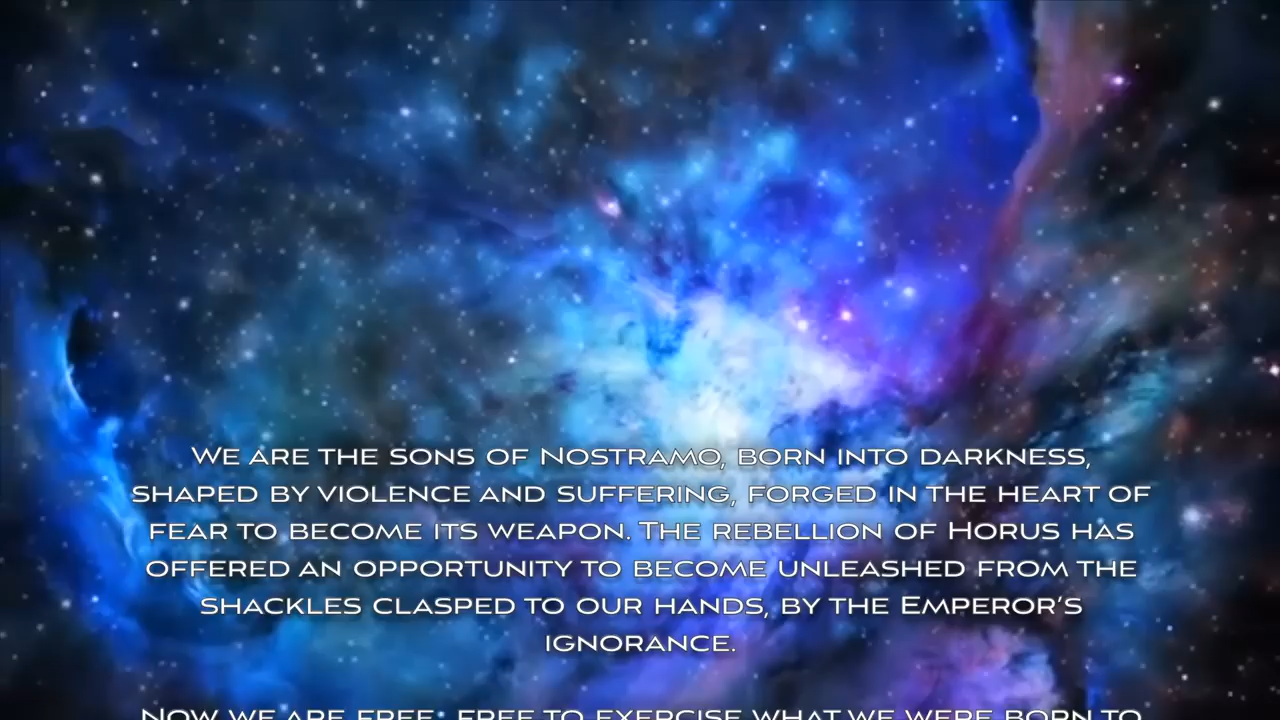 We are the sons of Nostramo, born into darkness,
shaped by violence and suffering, forged in the heart of
fear to become its weapon. The rebellion of Horus has
offered an opportunity to become unleashed from the
shackles clasped to our hands, by the Emperor's
ignorance.
Now we are free; free to exercise what we were born to